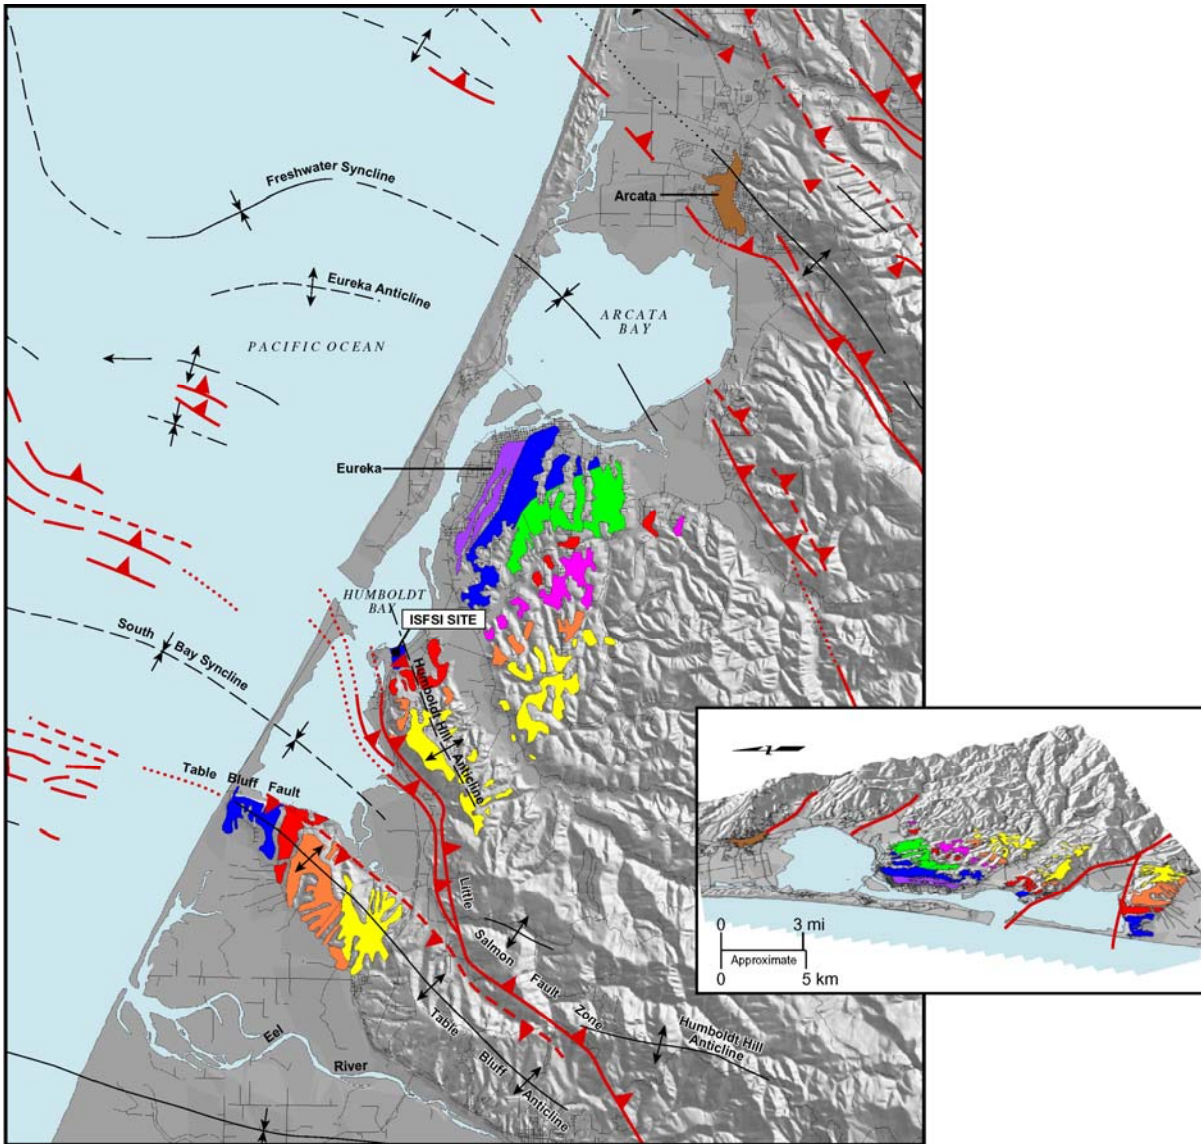 Freshwater Syncline
Arcata
Eureka Anticline
ARCATA
BAY
PACIFIC OCEAN
Eureka
HUMBOLDT
BAY
ISFSI SITE
South Bay Syncline
Humboldt Hill Anticline
Table Bluff Fault
Little Salmon Fault Zone
Table Bluff Anticline
Humboldt Hill
Anticline
Eel
River
z
0 3 mi
Approximate
0 5 km